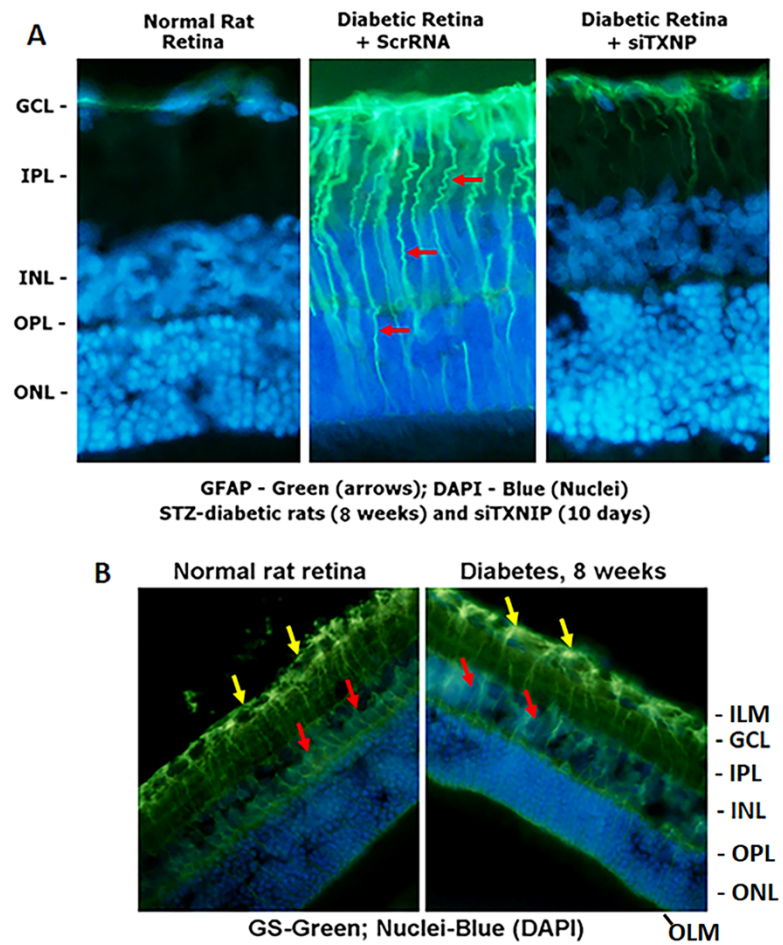 A
Normal Rat
Retina
Diabetic Retina
+ ScrRNA
Diabetic Retina
+ siTXNP
GCL -
IPL -
INL -
OPL -
ONL -
GFAP - Green (arrows); DAPI - Blue (Nuclei)
STZ-diabetic rats (8 weeks) and siTXNIP (10 days)
B
Normal rat retina
Diabetes, 8 weeks
- ILM
- GCL
- IPL
- INL
- OPL
- ONL
OLM
GS-Green; Nuclei-Blue (DAPI)